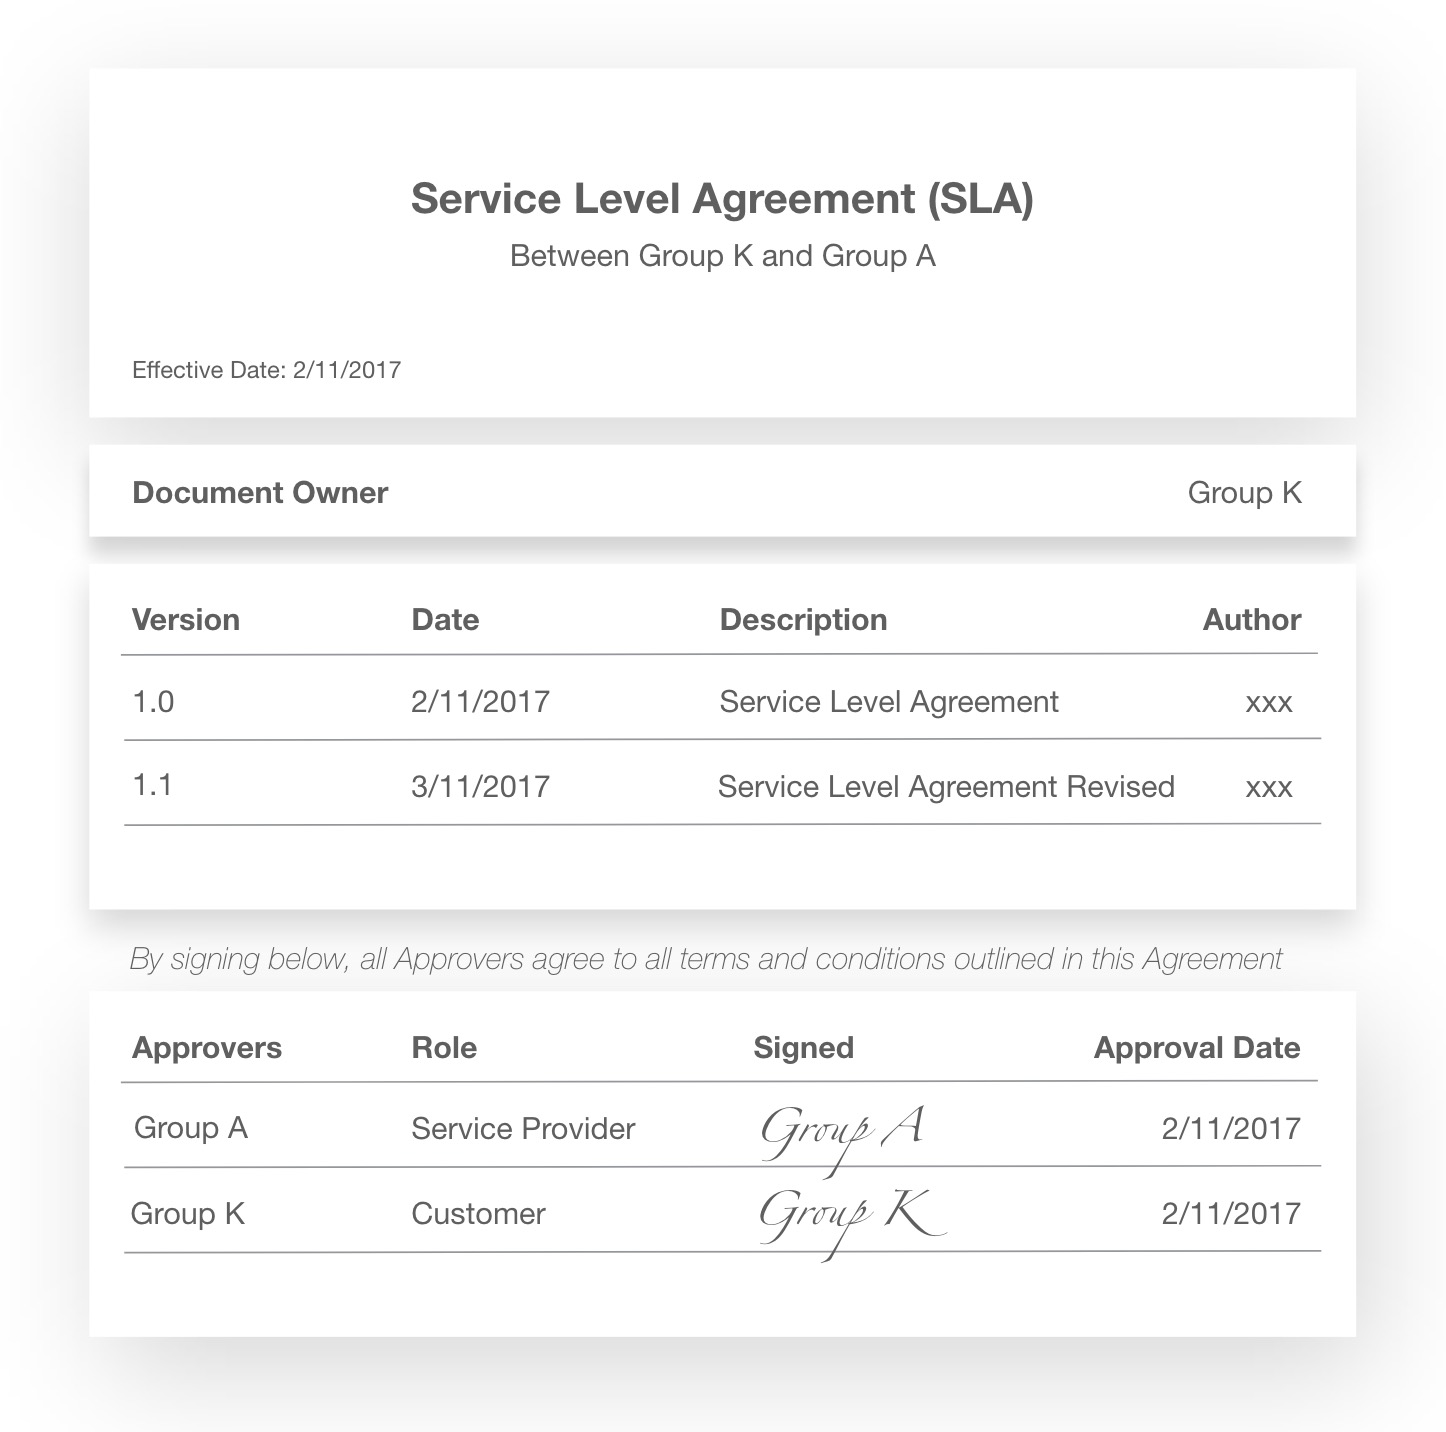 Service Level Agreement (SLA)
Between Group K and Group A
Effective Date: 2/11/2017
Document Owner Group K
Version Date Description Author
1.0 2/11/2017 Service Level Agreement xxx
1.1 3/11/2017 Service Level Agreement Revised xxx
By signing below, all Approvers agree to all terms and conditions outlined in this Agreement
Approvers Role Signed Approval Date
Group A Service Provider Group A 2/11/2017
Group K Customer Group K 2/11/2017